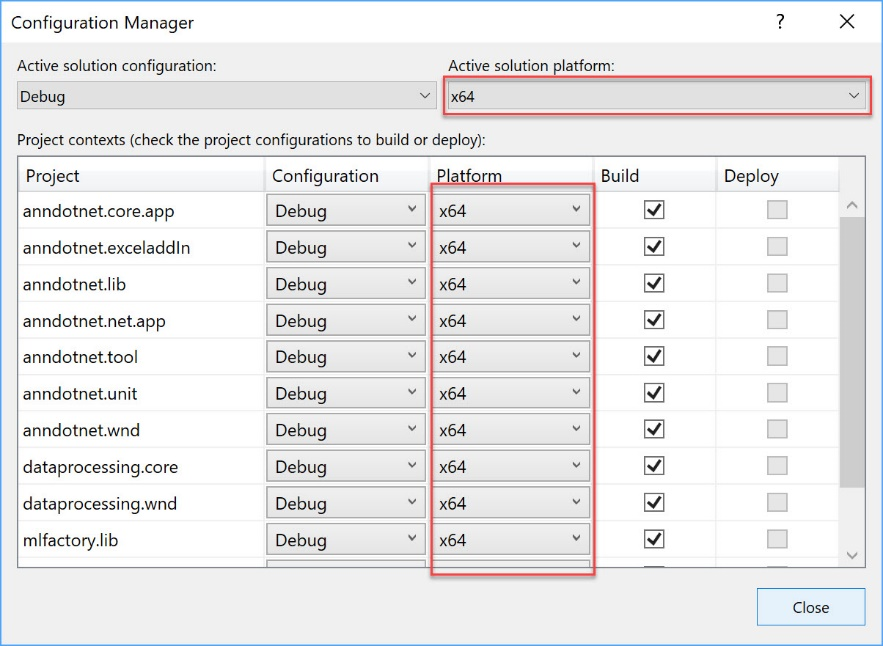 Configuration Manager ?
Active solution configuration: Active solution platform:
Debug x64
Project contexts (check the project configurations to build or deploy):
Project Configuration Platform Build Deploy
anndotnet.core.app Debug x64
anndotnet.exceladdIn Debug x64
anndotnet.lib Debug x64
anndotnet.net.app Debug x64
anndotnet.tool Debug x64
anndotnet.unit Debug x64
anndotnet.wnd Debug x64
dataprocessing.core Debug x64
dataprocessing.wnd Debug x64
mlfactory.lib Debug x64
Close